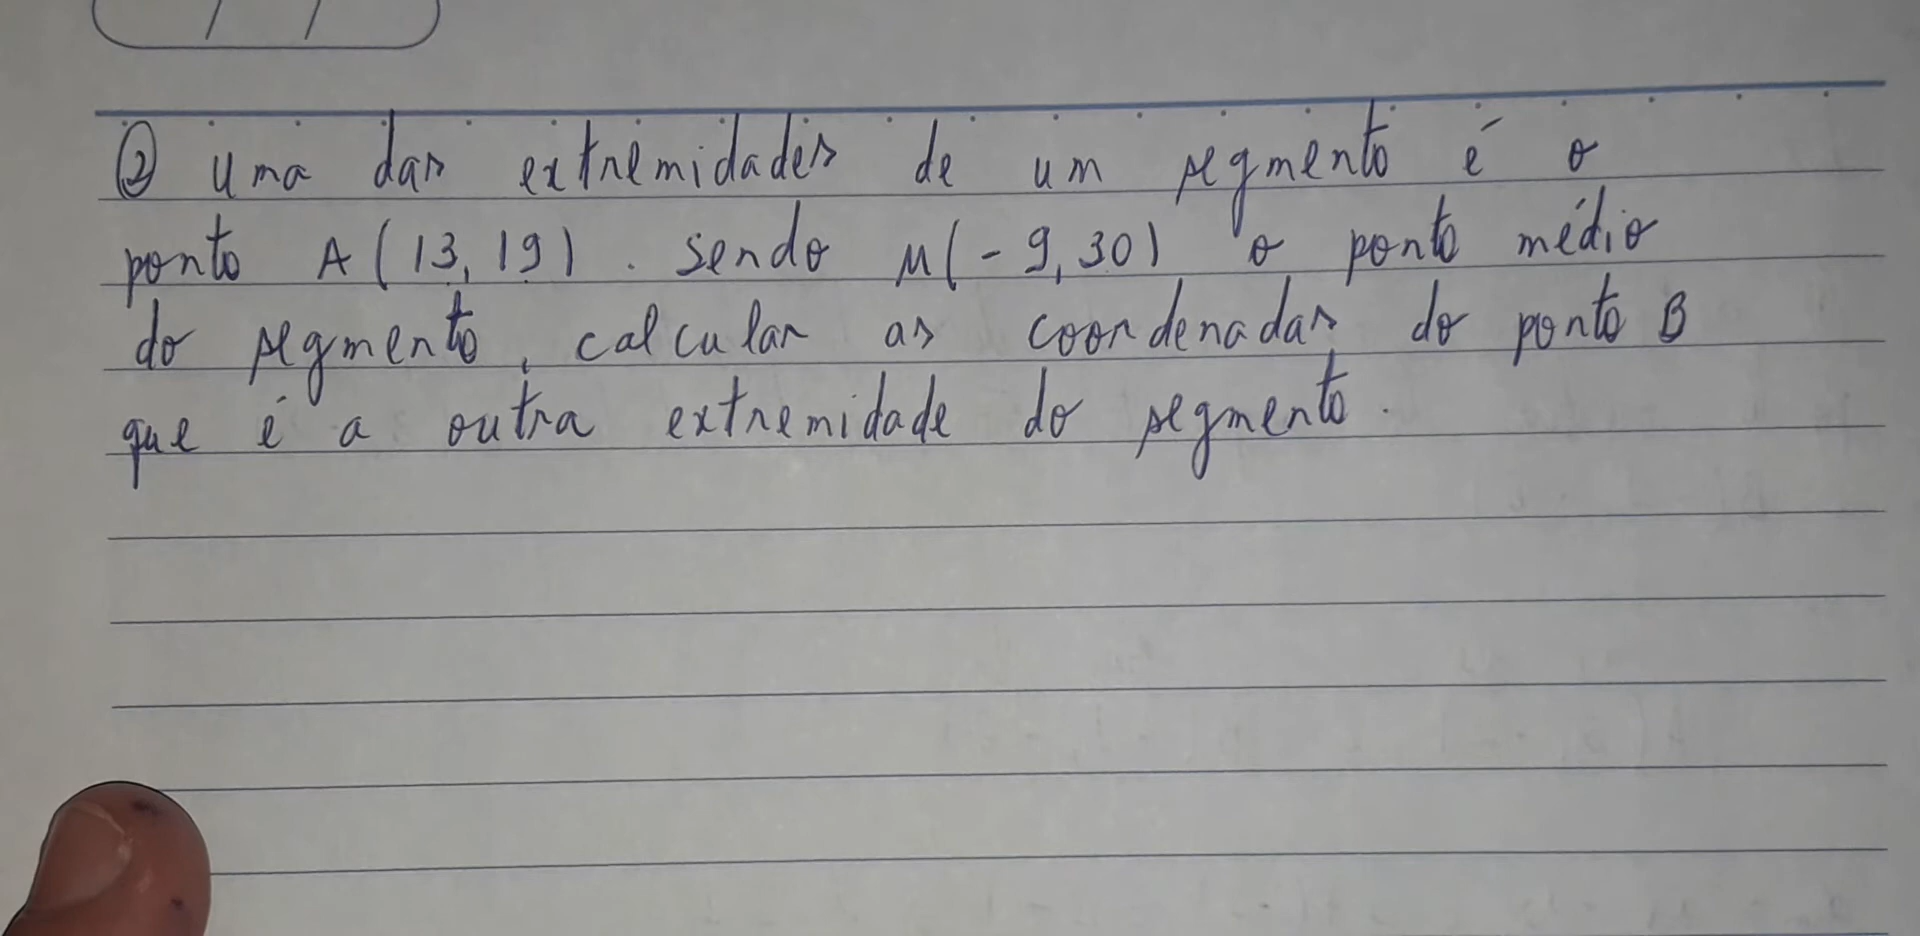 ② Uma das extremidades de um segmento é o
ponto A(13,19). Sendo M(-9,30) o ponto médio
do segmento, calcular as coordenadas do ponto B
que é a outra extremidade do segmento.